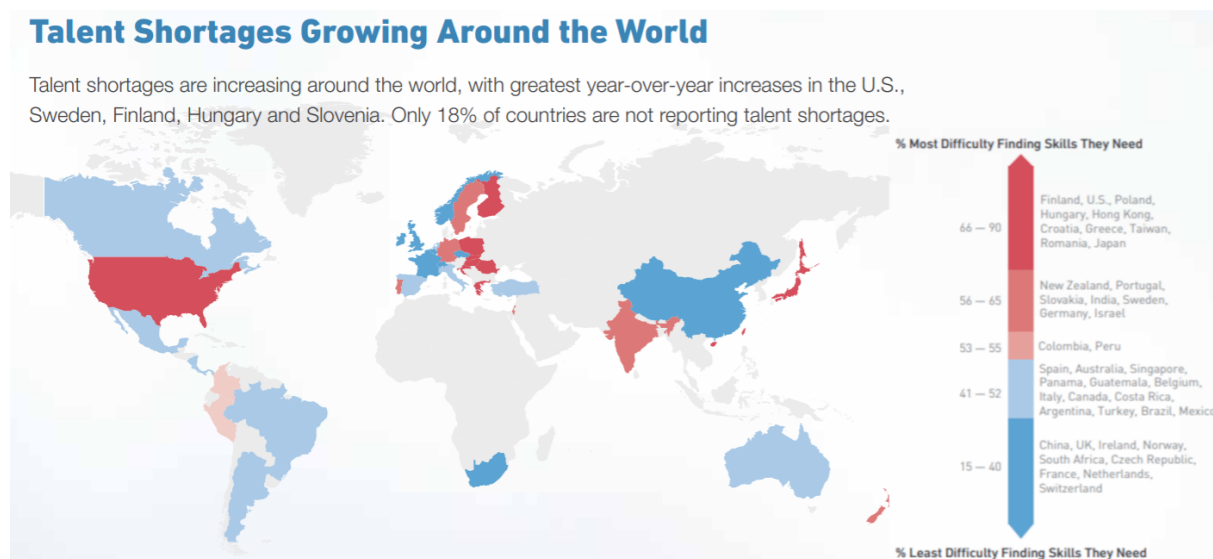 Talent Shortages Growing Around the World
Talent shortages are increasing around the world, with greatest year-over-year increases in the U.S.,
Sweden, Finland, Hungary and Slovenia. Only 18% of countries are not reporting talent shortages.
% Most Difficulty Finding Skills They Need
66 — 90
Finland, U.S., Poland,
Hungary, Hong Kong,
Croatia, Greece, Taiwan,
Romania, Japan
56 — 65
New Zealand, Portugal,
Slovakia, India, Sweden,
Germany, Israel
53 — 55
Colombia, Peru
41 — 52
Spain, Australia, Singapore,
Panama, Guatemala, Belgium,
Italy, Canada, Costa Rica,
Argentina, Turkey, Brazil, Mexico
15 — 40
China, UK, Ireland, Norway,
South Africa, Czech Republic,
France, Netherlands,
Switzerland
% Least Difficulty Finding Skills They Need